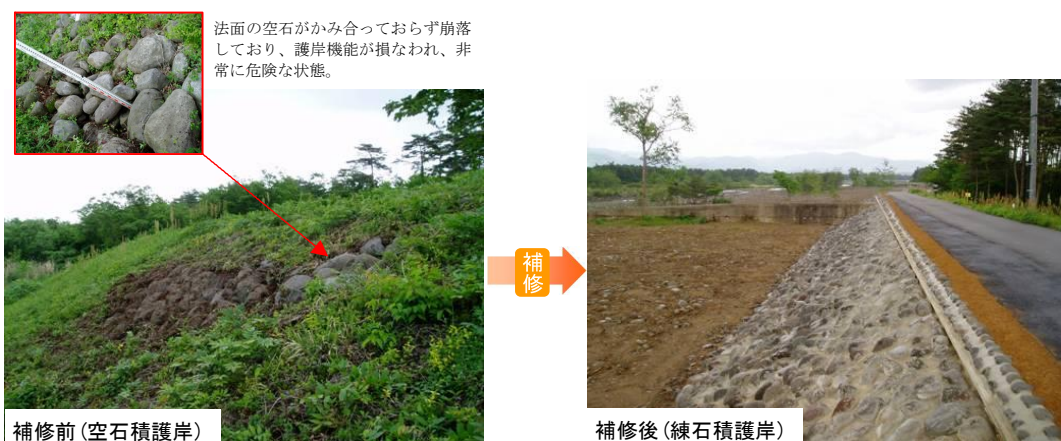 法面の空石がかみ合っておらず崩落
しており、護岸機能が損なわれ、非
常に危険な状態。
補修
補修前(空石積護岸)
補修後(練石積護岸)